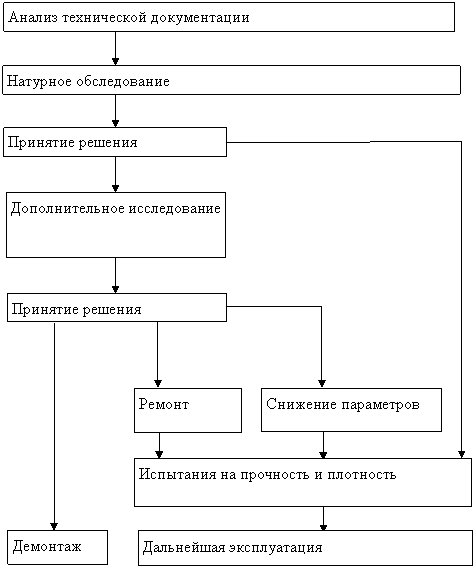 Анализ технической документации
Натурное обследование
Принятие решения
Дополнительное исследование
Принятие решения
Ремонт
Снижение параметров
Испытания на прочность и плотность
Демонтаж
Дальнейшая эксплуатация